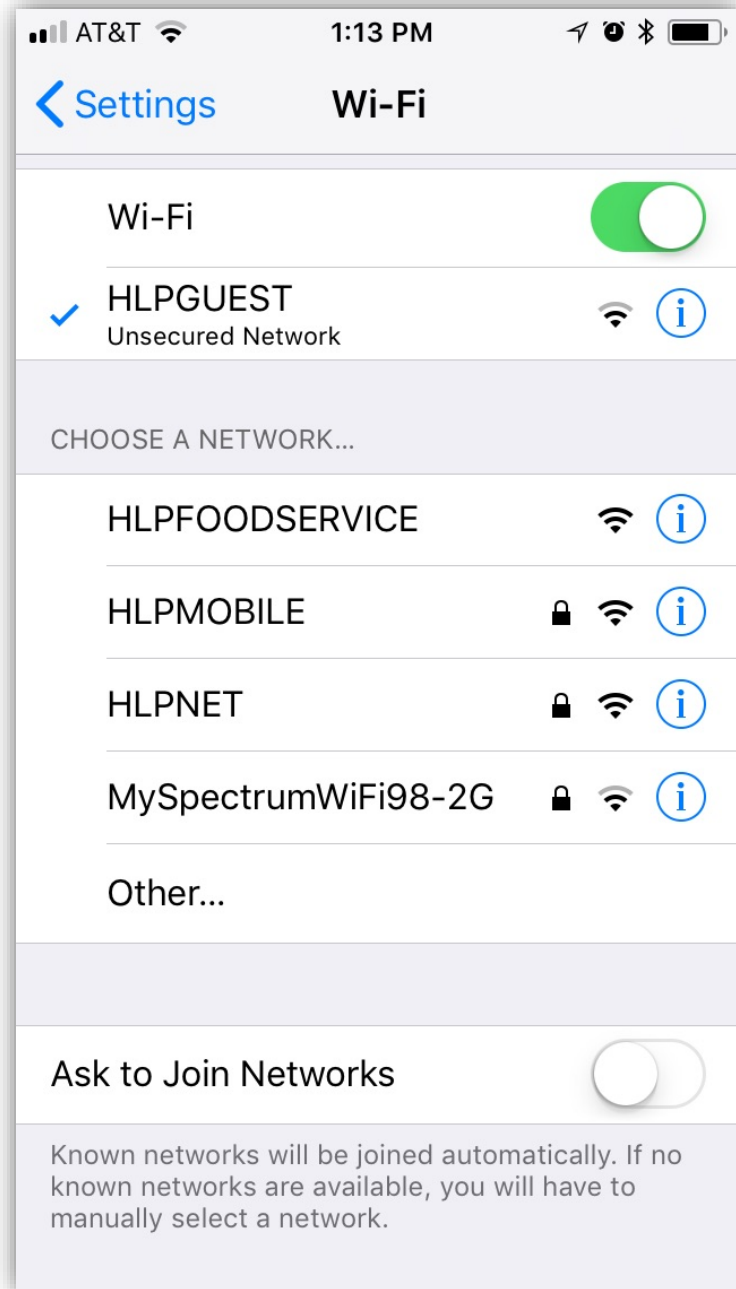 AT&T 1:13 PM
Settings Wi-Fi
Wi-Fi
HLPGUEST
Unsecured Network
CHOOSE A NETWORK...
HLPFOODSERVICE
HLPMOBILE
HLPNET
MySpectrumWiFi98-2G
Other...
Ask to Join Networks
Known networks will be joined automatically. If no
known networks are available, you will have to
manually select a network.